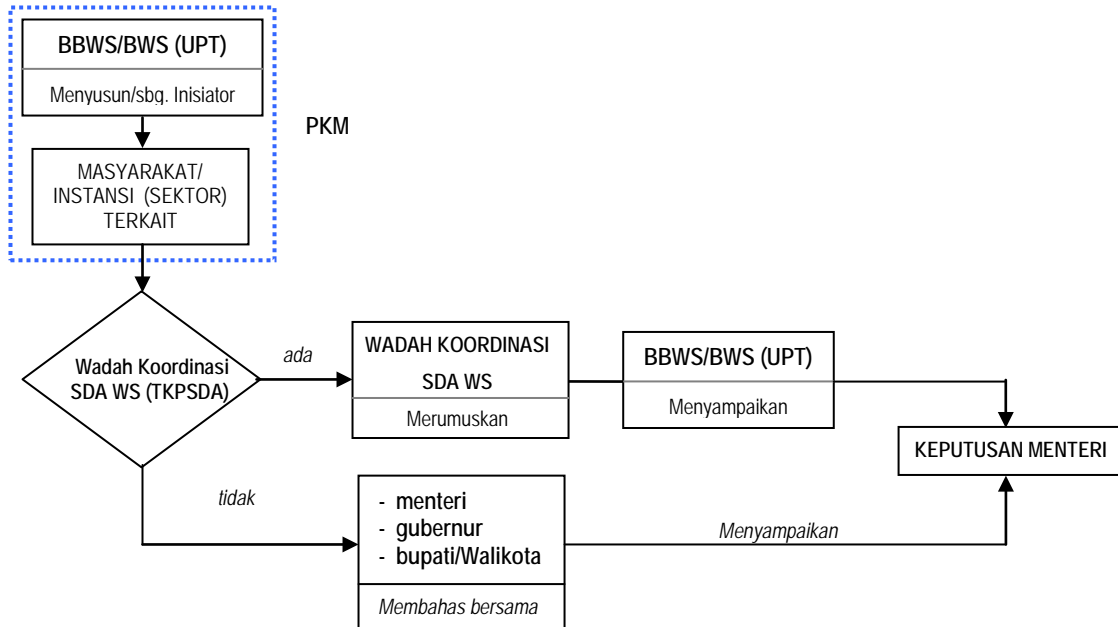 BBWS/BWS (UPT)
Menyusun/sbg. Inisiator
PKM
MASYARAKAT/
INSTANSI (SEKTOR)
TERKAIT
Wadah Koordinasi
SDA WS (TKPSDA)
ada
WADAH KOORDINASI
SDA WS
Merumuskan
BBWS/BWS (UPT)
Menyampaikan
KEPUTUSAN MENTERI
tidak
- menteri
- gubernur
- bupati/Walikota
Membahas bersama
Menyampaikan